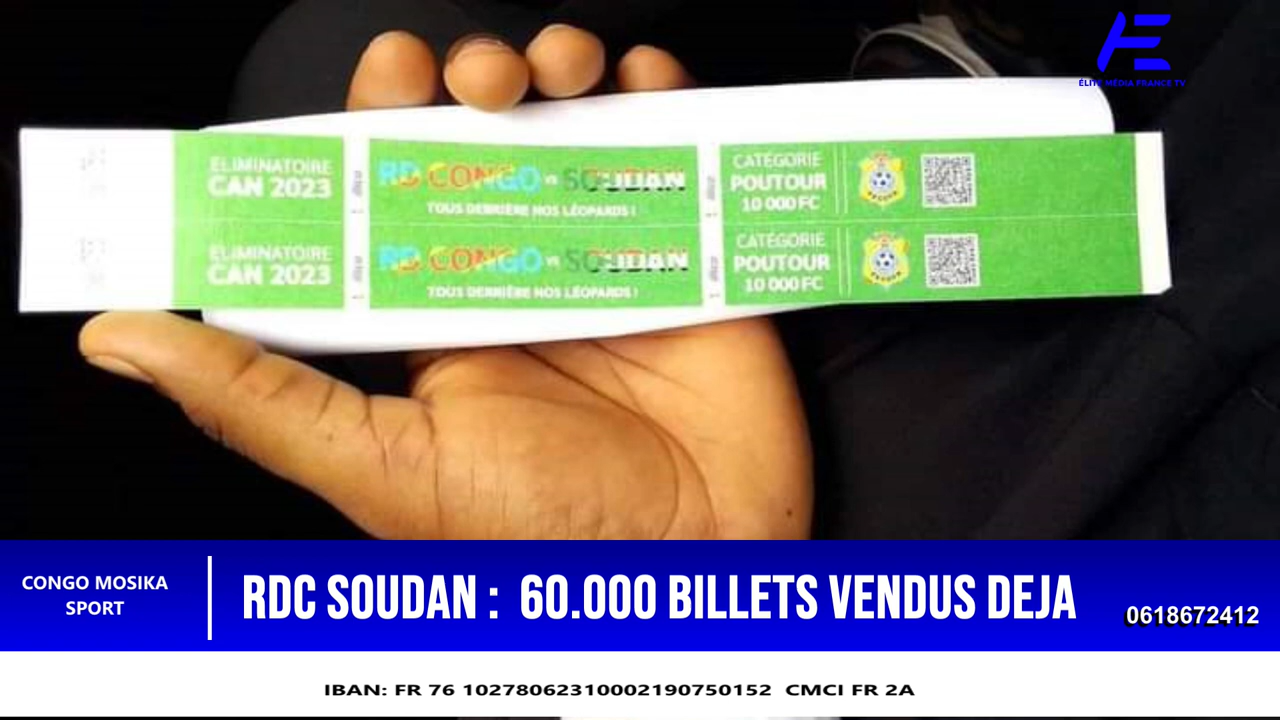 ÉLITE MÉDIA FRANCE TV
ELIMINATOIRE
CAN 2023
RD CONGO vs SOUDAN
TOUS DERRIÈRE NOS LÉOPARDS !
CATÉGORIE
POUTOUR
10 000 FC
ELIMINATOIRE
CAN 2023
RD CONGO vs SOUDAN
TOUS DERRIÈRE NOS LÉOPARDS !
CATÉGORIE
POUTOUR
10 000 FC
CONGO MOSIKA
SPORT
RDC SOUDAN : 60.000 BILLETS VENDUS DEJA
0618672412
IBAN: FR 76 10278062310002190750152 CMCI FR 2A